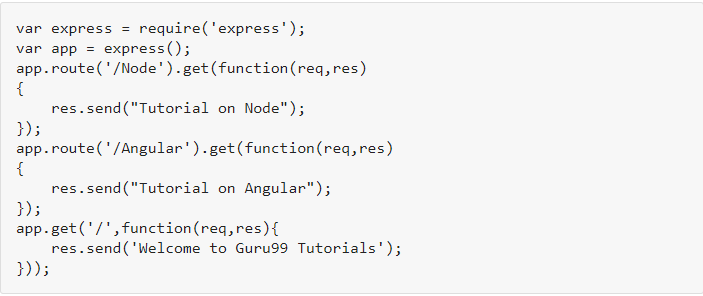 var express = require('express');
var app = express();
app.route('/Node').get(function(req,res)
{
    res.send("Tutorial on Node");
});
app.route('/Angular').get(function(req,res)
{
    res.send("Tutorial on Angular");
});
app.get('/',function(req,res){
    res.send('Welcome to Guru99 Tutorials');
}));